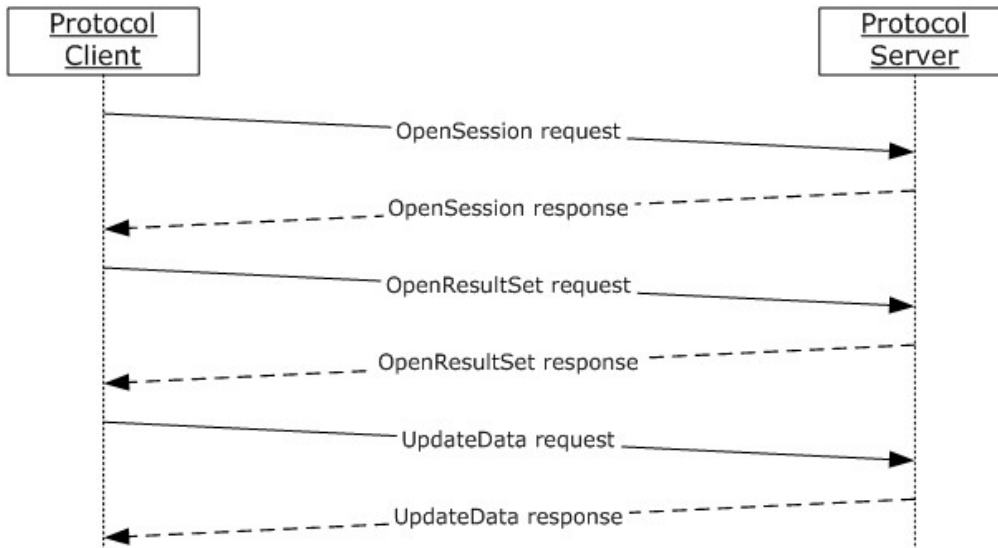 Protocol
Client
Protocol
Server
OpenSession request
OpenSession response
OpenResultSet request
OpenResultSet response
UpdateData request
UpdateData response